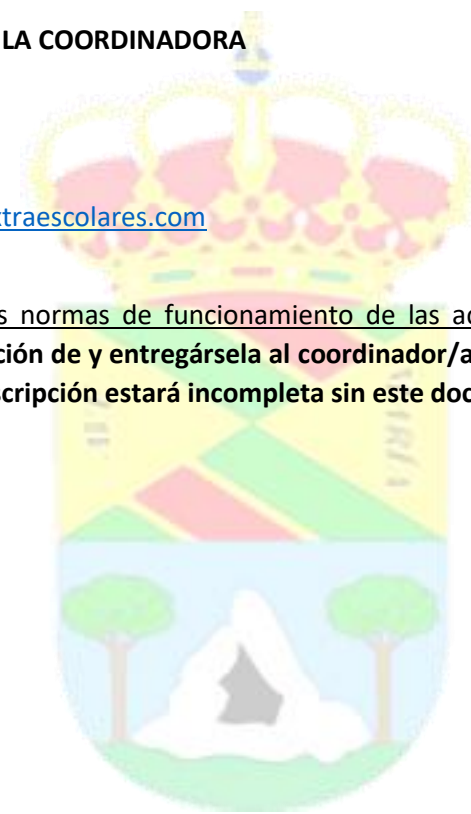 LA COORDINADORA
traescolares.com
s normas de funcionamiento de las ac
ción de y entregársela al coordinador/a
scripción estará incompleta sin este doc